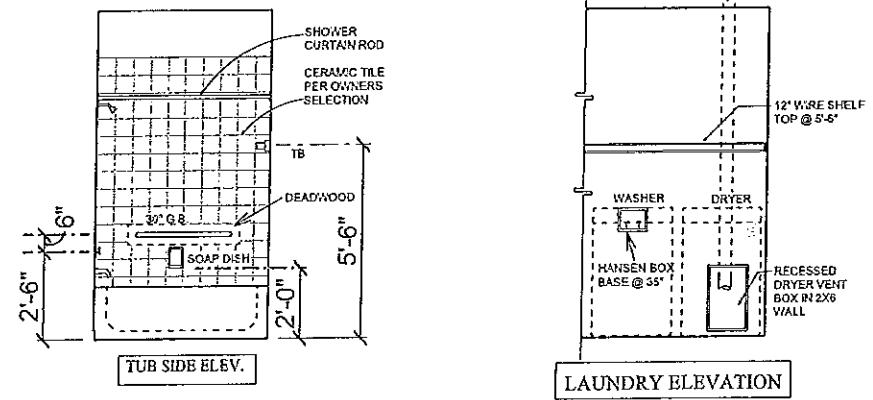 SHOWER
CURTAIN ROD
CERAMIC TILE
PER OWNERS
SELECTION
TB
DEADWOOD
30" G.B.
SOAP DISH
6"
2'-6"
2'-0"
5'-6"
TUB SIDE ELEV.
12" WIRE SHELF
TOP @ 5'-6"
WASHER
DRYER
HANSEN BOX
BASE @ 35"
RECESSED
DRYER VENT
BOX IN 2X6
WALL
LAUNDRY ELEVATION